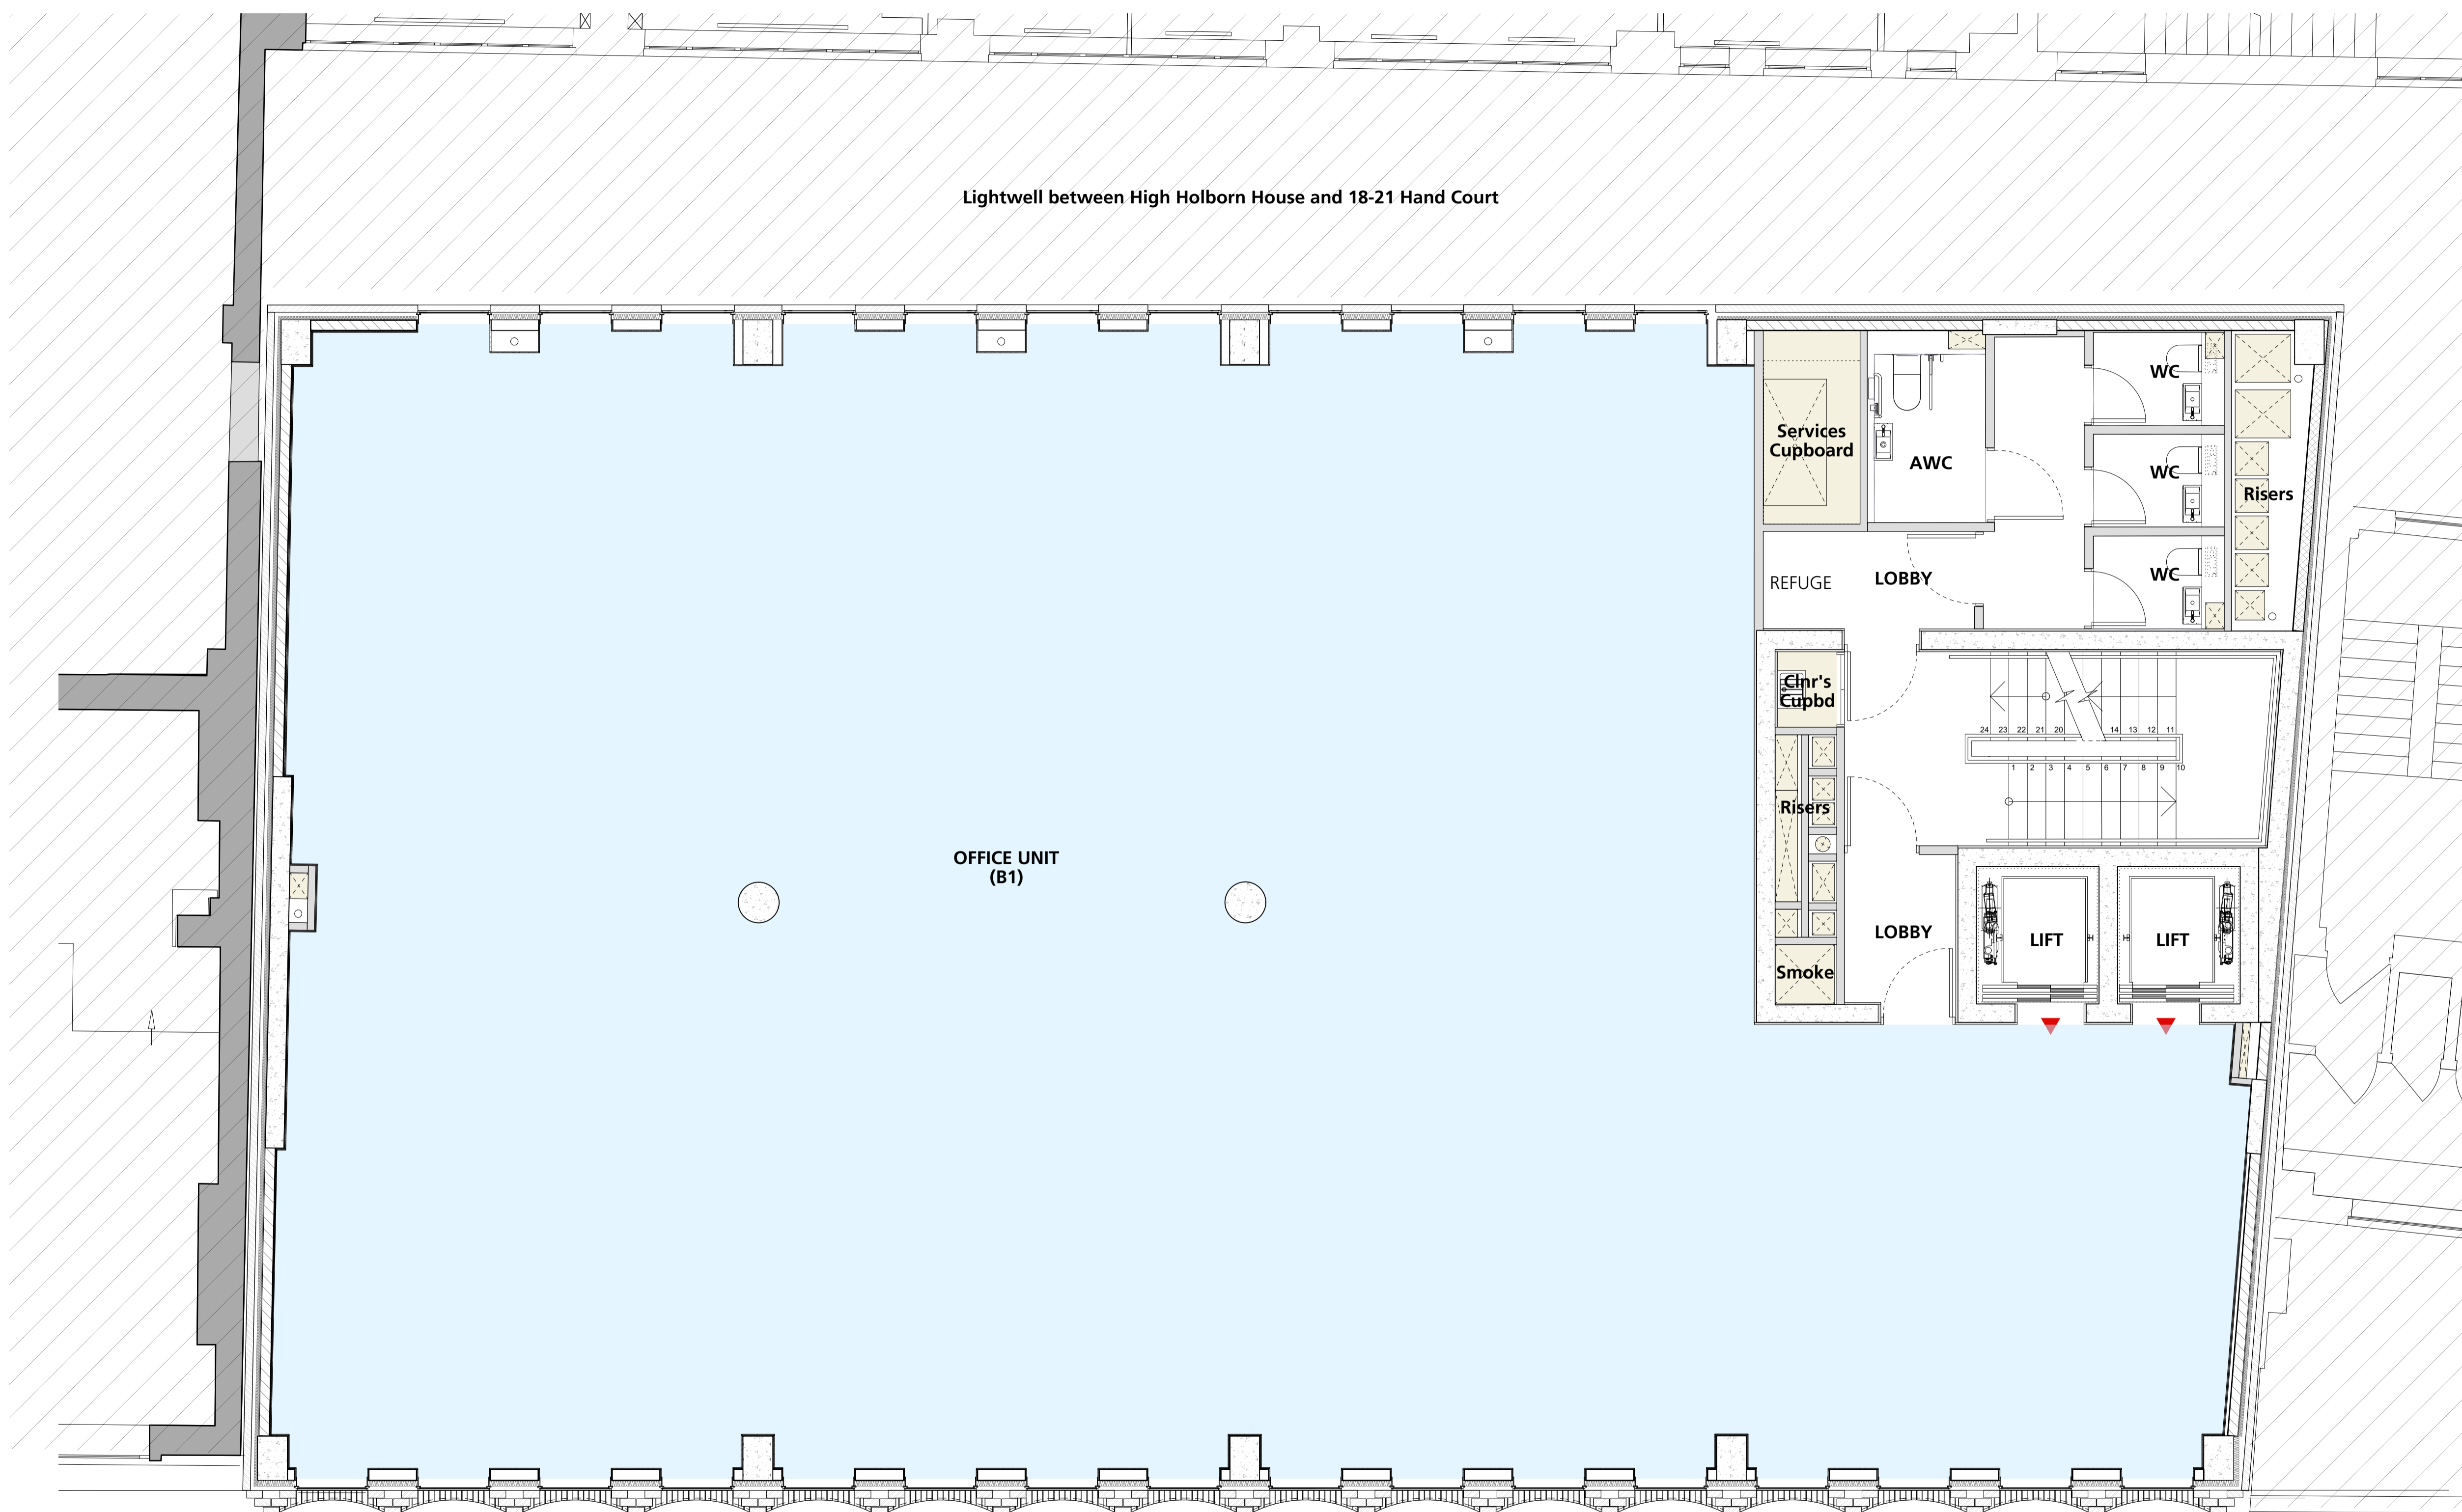 Lightwell between High Holborn House and 18-21 Hand Court
WC
Services
Cupboard
AWC
WC
Risers
REFUGE
LOBBY
WC
Clnr's
Cupbd
24 23 22 21 20 14 13 12 11
1 2 3 4 5 6 7 8 9 10
Risers
OFFICE UNIT
(B1)
LOBBY
LIFT
LIFT
Smoke